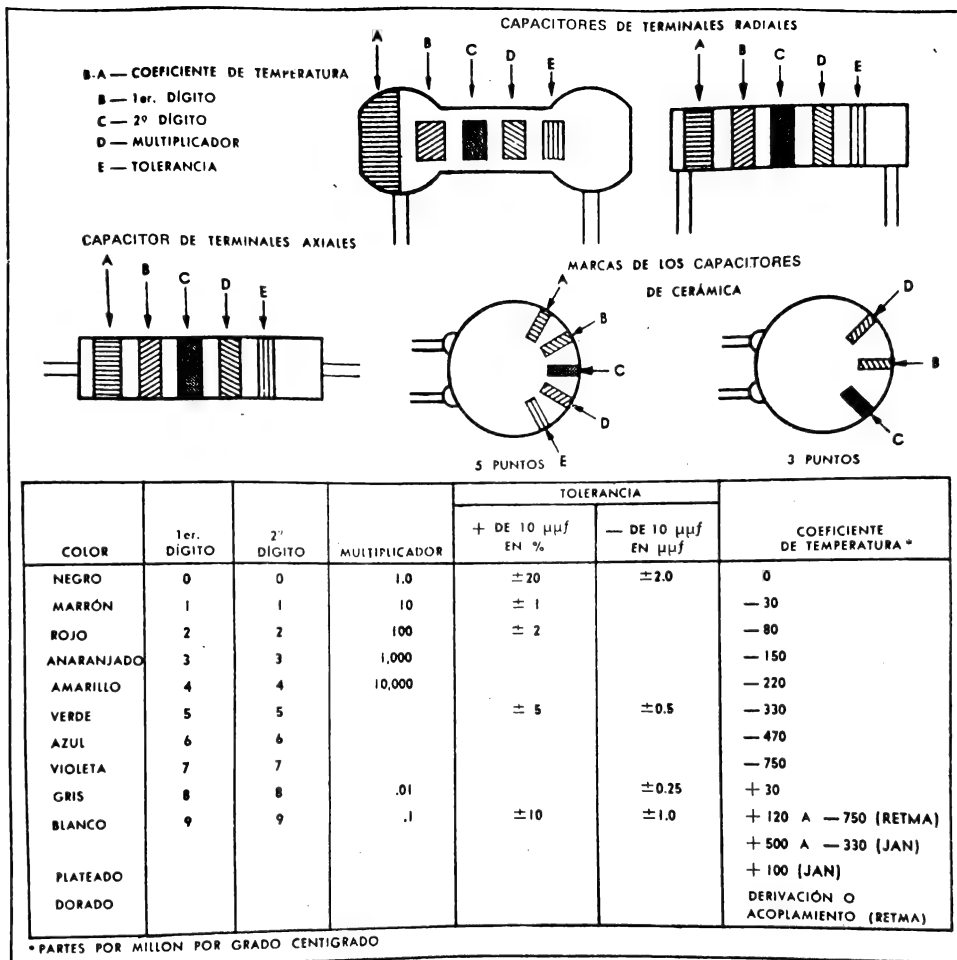 CAPACITORES DE TERMINALES RADIALES
A
B
C
D
E
A
B
C
D
E
B-A — COEFICIENTE DE TEMPERATURA
B — 1er. DÍGITO
C — 2º DÍGITO
D — MULTIPLICADOR
E — TOLERANCIA
CAPACITOR DE TERMINALES AXIALES
A
B
C
D
E
MARCAS DE LOS CAPACITORES
DE CERÁMICA
A
B
C
D
E
5 PUNTOS
D
B
C
3 PUNTOS
TOLERANCIA
COLOR 1er. DÍGITO 2º DÍGITO MULTIPLICADOR + DE 10 µµf EN % — DE 10 µµf EN µµf COEFICIENTE DE TEMPERATURA *
NEGRO 0 0 1.0 ±20 ±2.0 0
MARRÓN 1 1 10 ± 1 — 30
ROJO 2 2 100 ± 2 — 80
ANARANJADO 3 3 1,000 — 150
AMARILLO 4 4 10,000 — 220
VERDE 5 5 ± 5 ±0.5 — 330
AZUL 6 6 — 470
VIOLETA 7 7 — 750
GRIS 8 8 .01 ±0.25 + 30
BLANCO 9 9 .1 ±10 ±1.0 + 120 A — 750 (RETMA)
+ 500 A — 330 (JAN)
PLATEADO + 100 (JAN)
DORADO DERIVACIÓN O
ACOPLAMIENTO (RETMA)
* PARTES POR MILLON POR GRADO CENTIGRADO